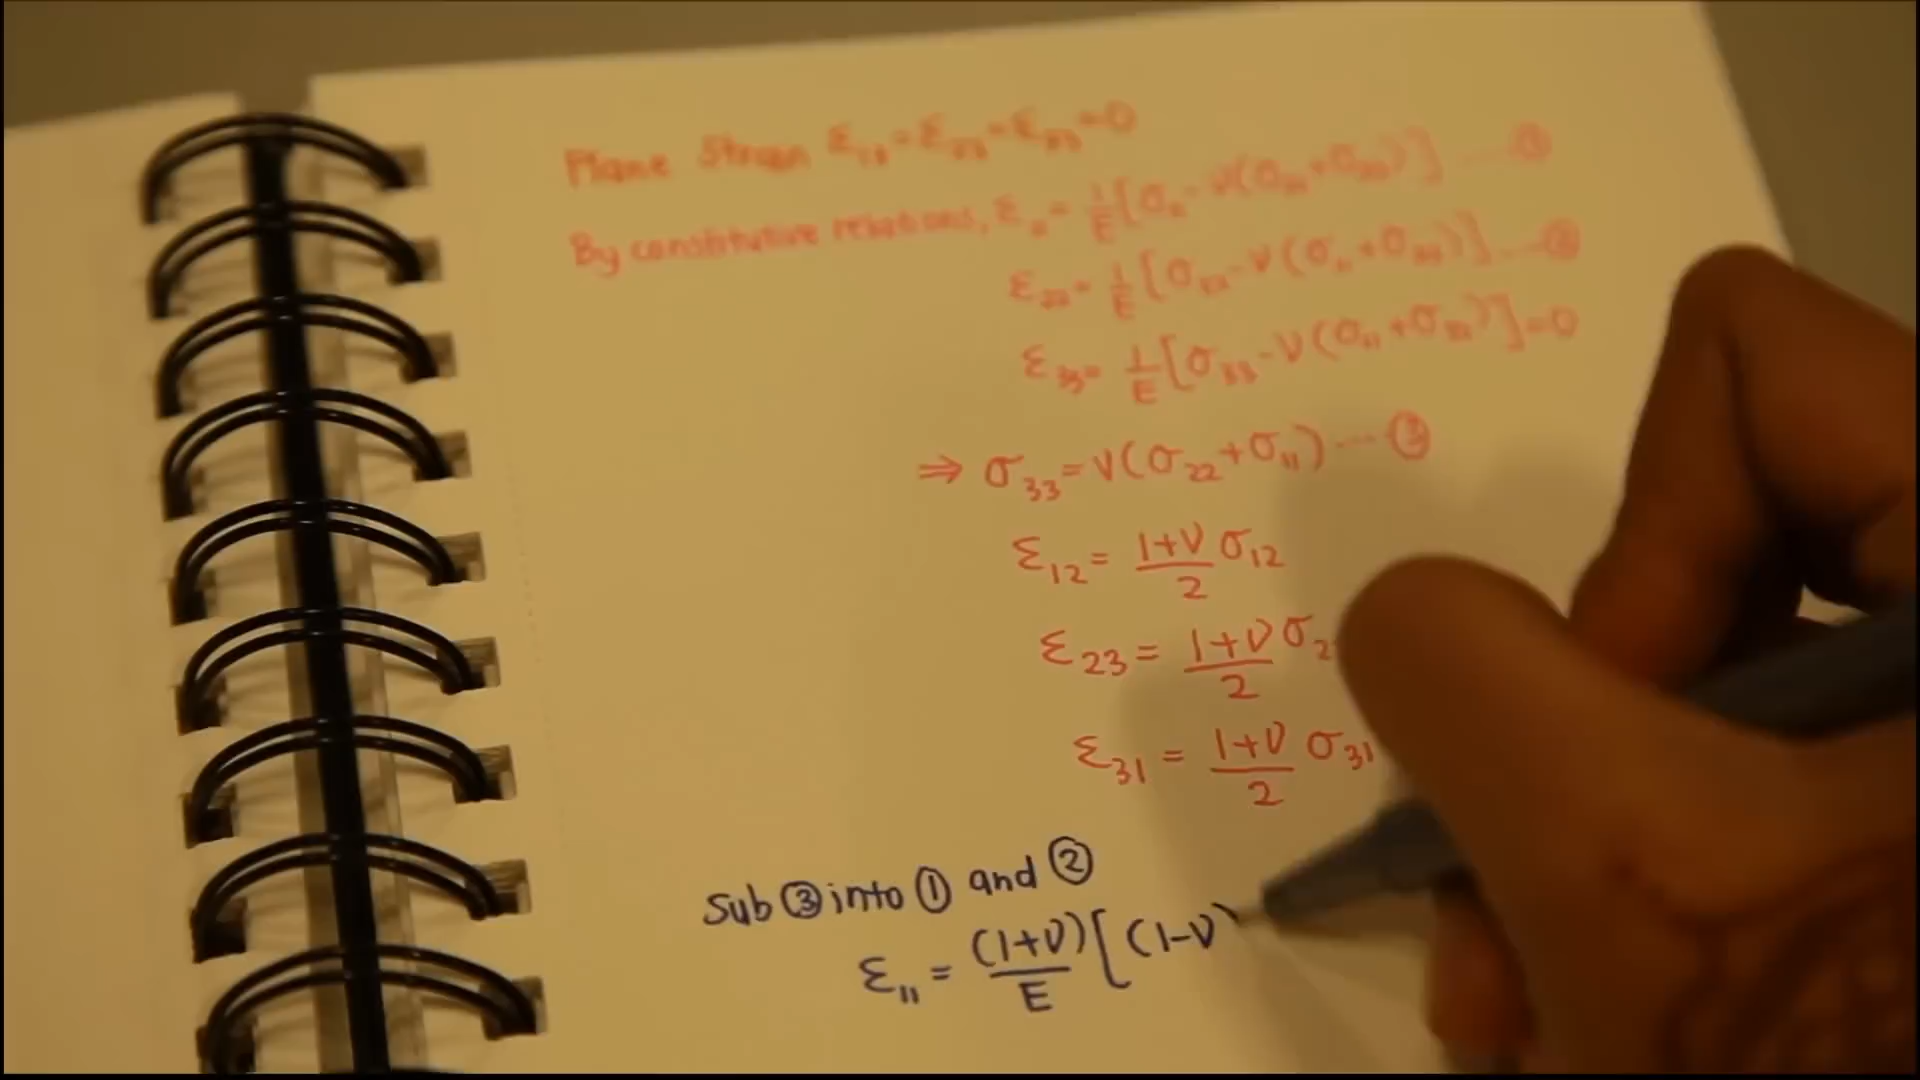 Plane Strain ε₁₃=ε₂₃=ε₃₃=0
By constitutive relations, ε₁₁= 1/E [σ₁₁-ν(σ₂₂+σ₃₃)] ---- ①
ε₂₂= 1/E [σ₂₂-ν(σ₁₁+σ₃₃)] ---- ②
ε₃₃= 1/E [σ₃₃-ν(σ₁₁+σ₂₂)]=0
⇒ σ₃₃=ν(σ₂₂+σ₁₁) --- ③
ε₁₂= 1+ν/2 σ₁₂
ε₂₃= 1+ν/2 σ₂
ε₃₁ = 1+ν/2 σ₃₁
Sub ③ into ① and ②
ε₁₁ = (1+ν)/E [(1-ν)